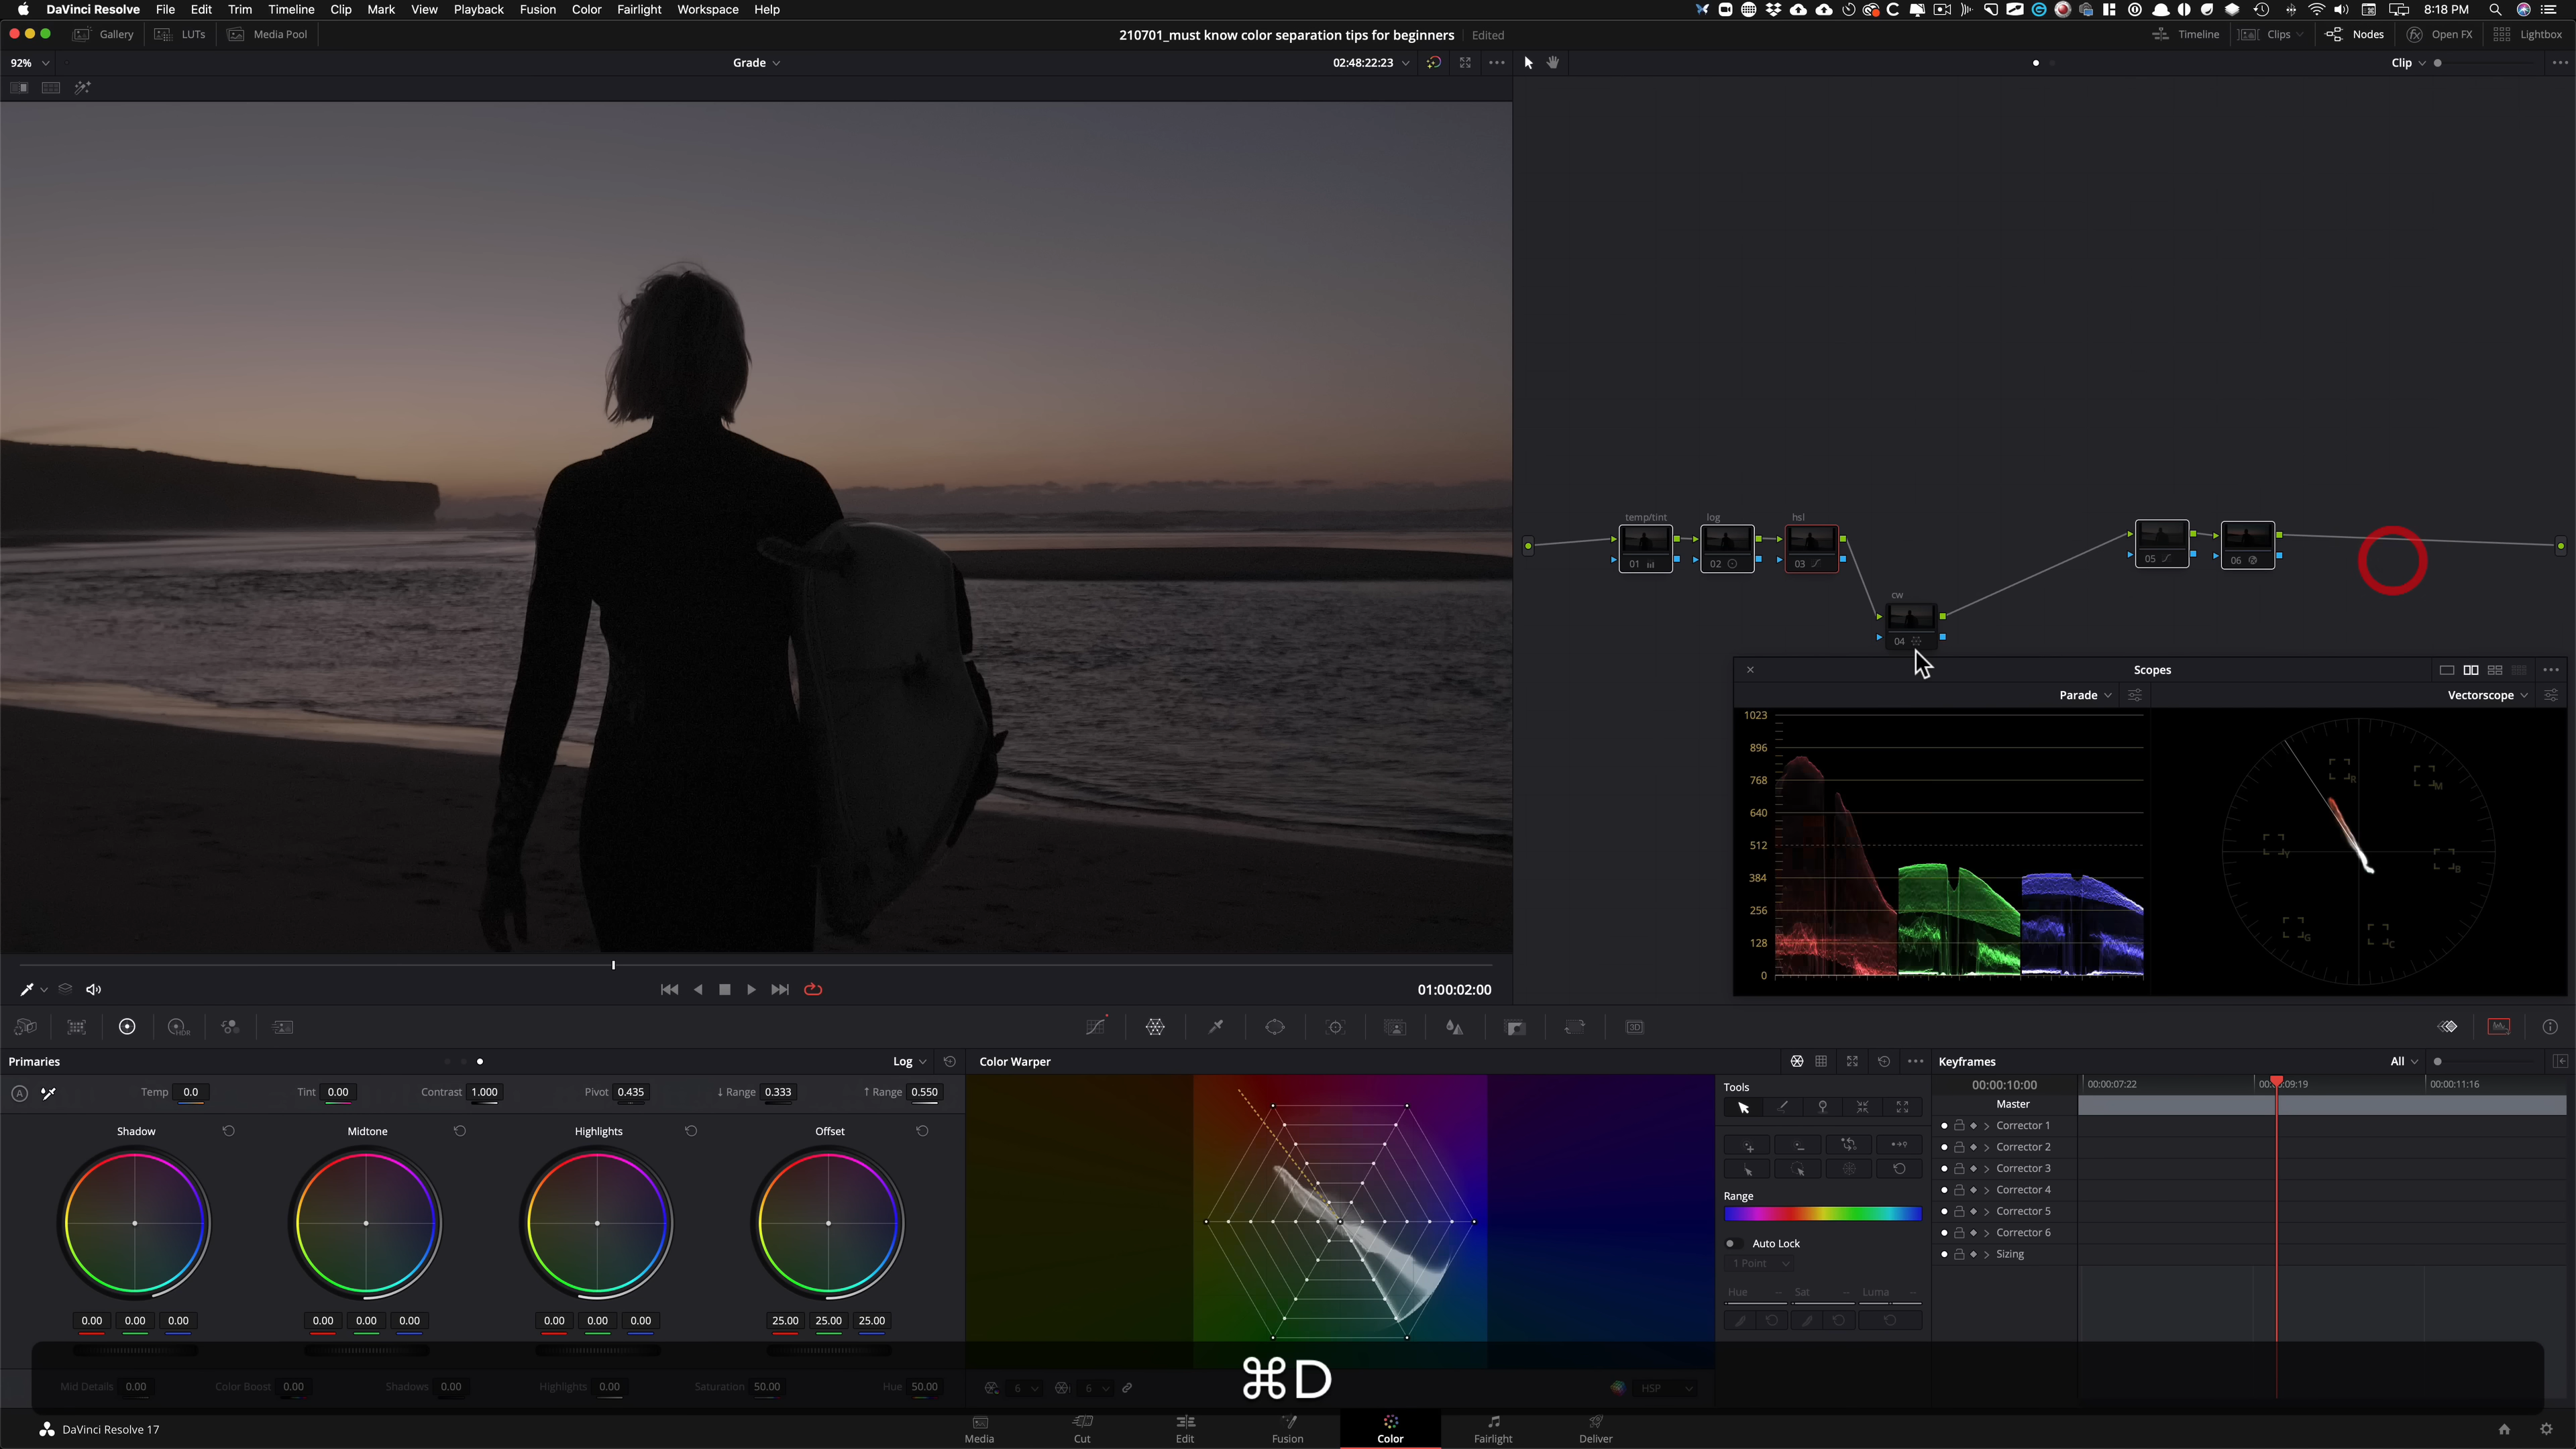 DaVinci Resolve File Edit Trim Timeline Clip Mark View Playback Fusion Color Fairlight Workspace Help 8:18 PM
Gallery LUTs Media Pool 210701_must know color separation tips for beginners Edited Timeline Clips Nodes Open FX Lightbox
92% Grade 02:48:22:23 Clip
temp/tint log hsl
01 02 03 05 06
cw
04
Scopes
Parade Vectorscope
1023
896
768
640
512
384
256
128
0
R M Y B G C
01:00:02:00
HDR 3D
Primaries Log Color Warper Keyframes All
Temp 0.0 Tint 0.00 Contrast 1.000 Pivot 0.435 ↓ Range 0.333 ↑ Range 0.550
Tools
00:00:10:00 00:00:07:22 09:19 00:00:11:16
Master
Shadow Midtone Highlights Offset
Corrector 1
Corrector 2
Corrector 3
Corrector 4
Corrector 5
Corrector 6
Sizing
Range
Auto Lock
1 Point
Hue Sat Luma
0.00 0.00 0.00 0.00 0.00 0.00 0.00 0.00 0.00 25.00 25.00 25.00
Mid Details 0.00 Color Boost 0.00 Shadows 0.00 Highlights 0.00 Saturation 50.00 Hue 50.00 6 6 HSP
⌘D
DaVinci Resolve 17 Media Cut Edit Fusion Color Fairlight Deliver